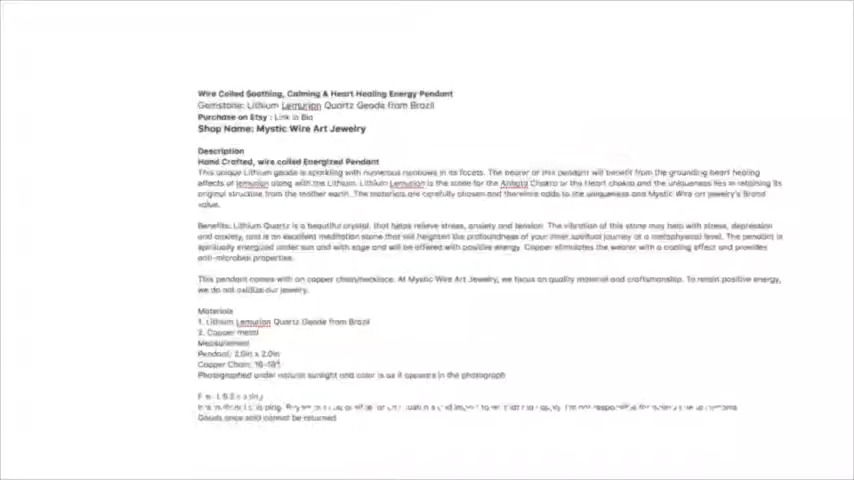 Wire Coiled Soothing, Calming & Heart Healing Energy Pendant
Gemstone: Lithium Lemurian Quartz Geode from Brazil
Purchase on Etsy : Link in Bio
Shop Name: Mystic Wire Art Jewelry
Description
Hand Crafted, wire coiled Energized Pendant
This unique Lithium geode is sparkling with numerous rainbows in its facets. The bearer of this pendant will benefit from the grounding heart healing
effects of lemurian along with the Lithium. Lithium Lemurian is the stone for the Anhata Chakra or the Heart chakra and the uniqueness lies in retaining its
original structure from the mother earth. The materials are carefully chosen and therefore adds to the uniqueness and Mystic Wire art jewelry's Brand
value.
Benefits: Lithium Quartz is a beautiful crystal, that helps relieve stress, anxiety and tension. The vibration of this stone may help with stress, depression
and anxiety, and is an excellent meditation stone that will heighten the profoundness of your inner spiritual journey at a metaphysical level. The pendant is
spiritually energized under sun and with sage and will be offered with positive energy. Copper stimulates the wearer with a cooling effect and provides
anti-microbial properties.
This pendant comes with an copper chain/necklace. At Mystic Wire Art Jewelry, we focus on quality material and craftsmanship. To retain positive energy,
we do not oxidize our jewelry.
Materials
1. Lithium Lemurian Quartz Geode from Brazil
2. Copper metal
Measurement
Pendant: 2.0in x 2.0in
Copper Chain: 16-18"
Photographed under natural sunlight and color is as it appears in the photograph
Goods once sold cannot be returned